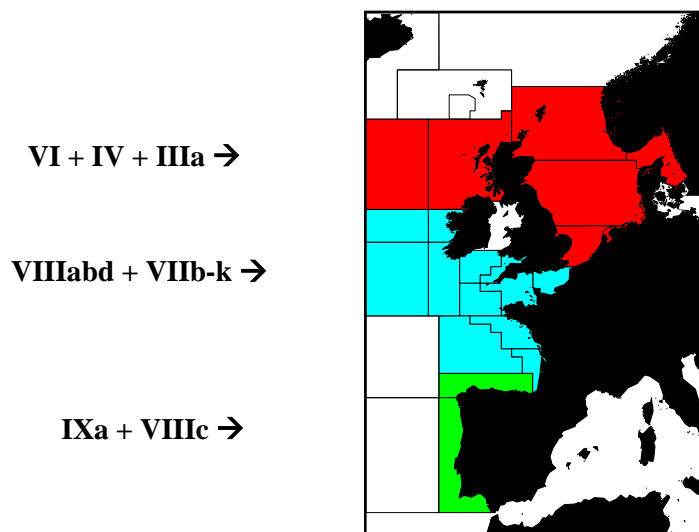 VI + IV + IIIa →
VIIIabd + VIIb-k →
IXa + VIIIc →